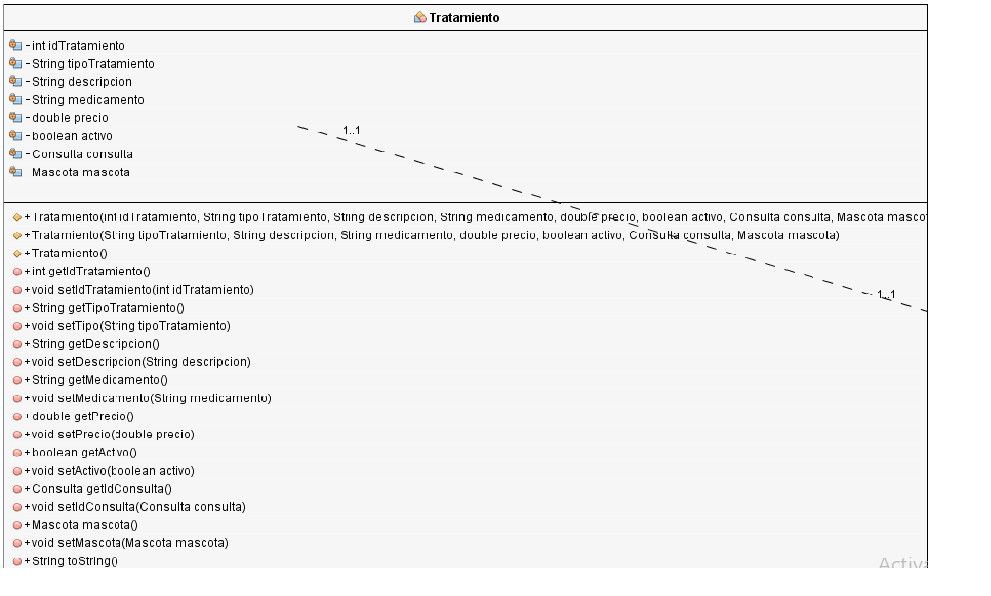 Tratamiento
- int idTratamiento
- String tipoTratamiento
- String descripcion
- String medicamento
- double precio
- boolean activo
- Consulta consulta
Mascota mascota
1..1
+ Tratamiento(int idTratamiento, String tipoTratamiento, String descripcion, String medicamento, double precio, boolean activo, Consulta consulta, Mascota mascot
+ Tratamiento(String tipoTratamiento, String descripcion, String medicamento, double precio, boolean activo, Consulta consulta, Mascota mascota)
+ Tratamiento()
+ int getIdTratamiento()
+ void setIdTratamiento(int idTratamiento)
1..1
+ String getTipoTratamiento()
+ void setTipo(String tipoTratamiento)
+ String getDescripcion()
+ void setDescripcion(String descripcion)
+ String getMedicamento()
+ void setMedicamento(String medicamento)
+ double getPrecio()
+ void setPrecio(double precio)
+ boolean getActivo()
+ void setActivo(boolean activo)
+ Consulta getIdConsulta()
+ void setIdConsulta(Consulta consulta)
+ Mascota mascota()
+ void setMascota(Mascota mascota)
+ String toString()
Activa